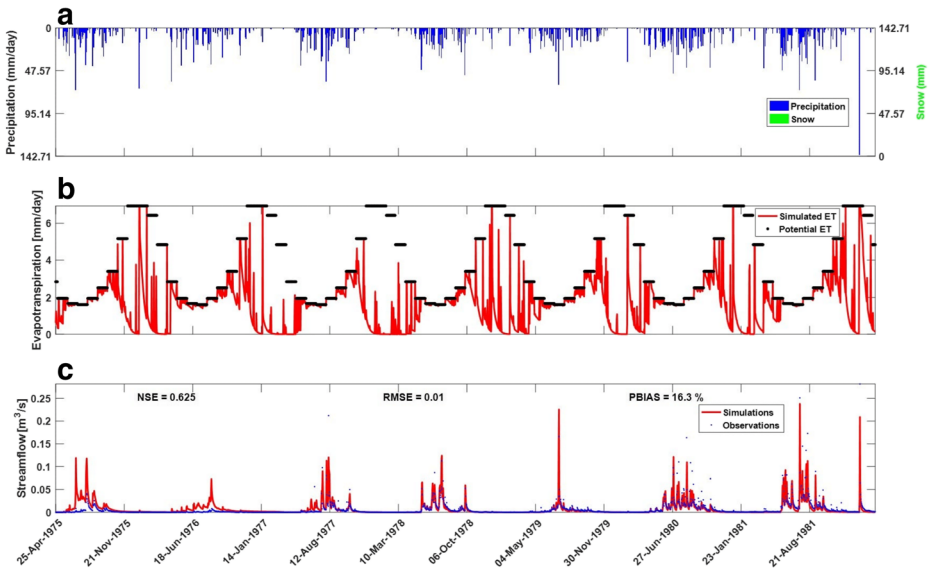 a
Precipitation (mm/day)
0
47.57
95.14
142.71
142.71
95.14
47.57
0
Snow (mm)
Precipitation
Snow
b
Evapotranspiration [mm/day]
6
4
2
0
Simulated ET
Potential ET
c
Streamflow [m³/s]
0.25
0.2
0.15
0.1
0.05
0
NSE = 0.625
RMSE = 0.01
PBIAS = 16.3 %
Simulations
Observations
25-Apr-1975
21-Nov-1975
18-Jun-1976
14-Jan-1977
12-Aug-1977
10-Mar-1978
06-Oct-1978
04-May-1979
30-Nov-1979
27-Jun-1980
23-Jan-1981
21-Aug-1981